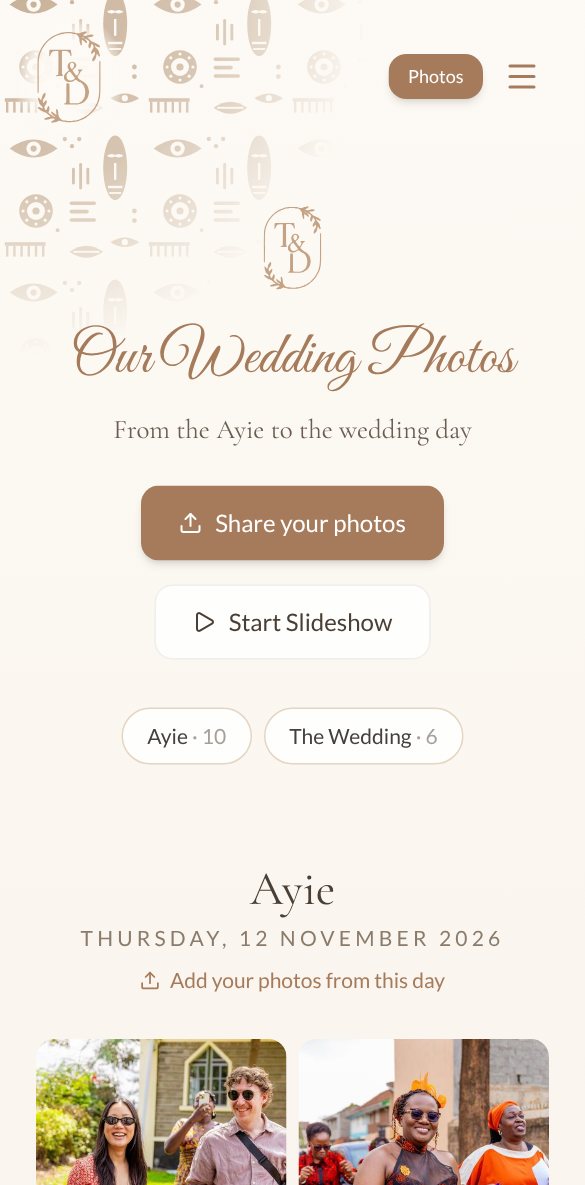 T&D
Photos
T&D
Our Wedding Photos
From the Ayie to the wedding day
Share your photos
Start Slideshow
Ayie · 10
The Wedding · 6
Ayie
THURSDAY, 12 NOVEMBER 2026
Add your photos from this day